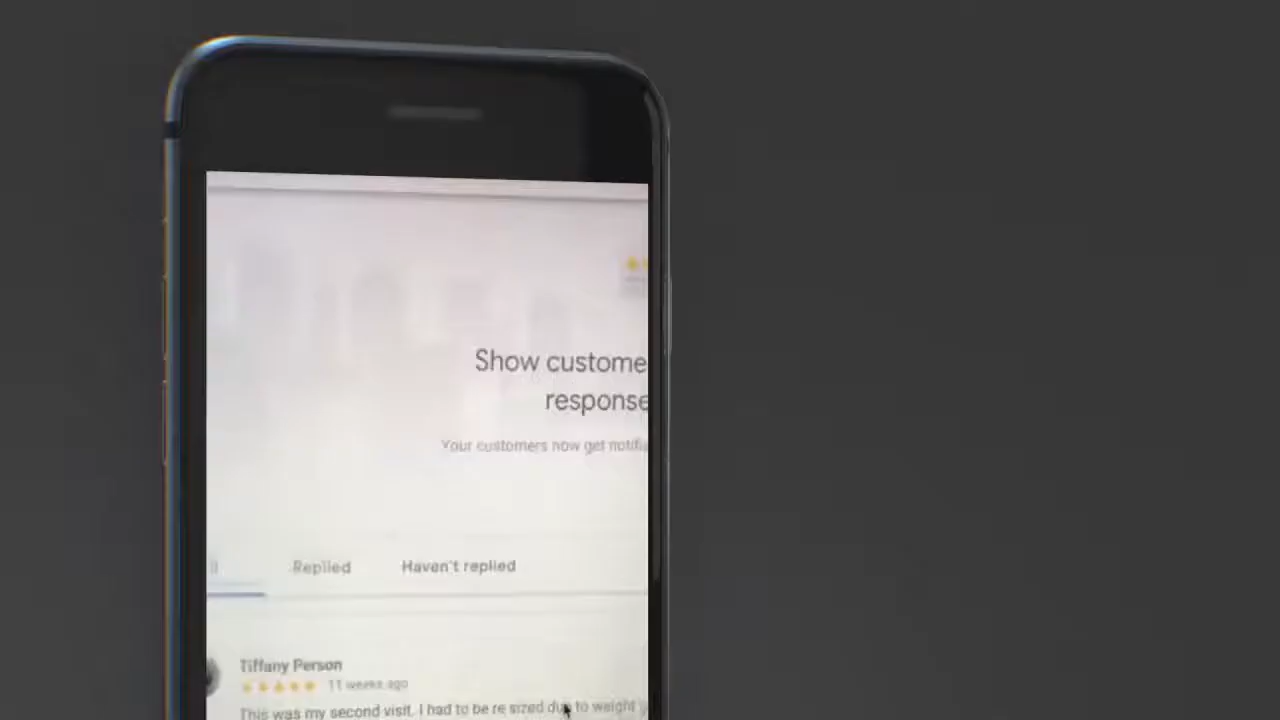 Show custome
response
Your customers now get notifi
Replied
Haven't replied
Tiffany Person
11 weeks ago
This was my second visit. I had to be re sized due to weight